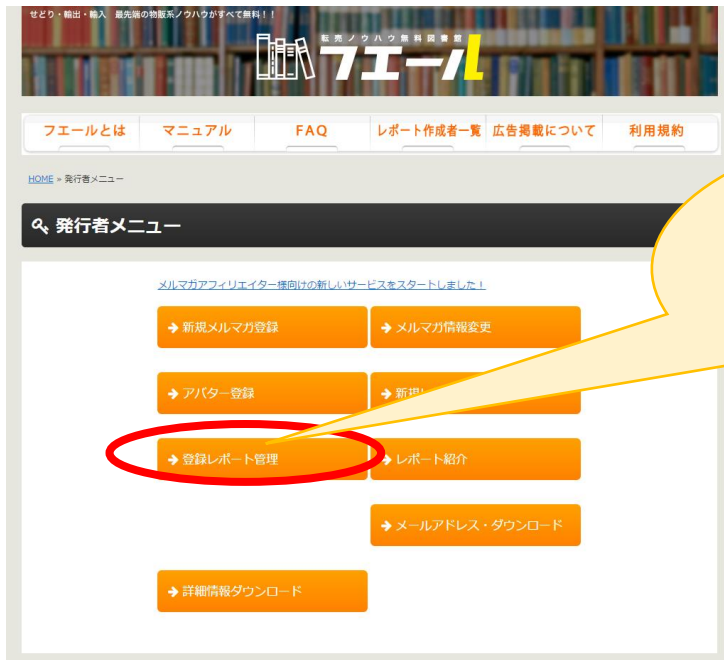 せどり・輸出・輸入　最先端の物販系ノウハウがすべて無料！！
転売ノウハウ無料図書館
フエール
フエールとは　マニュアル　FAQ　レポート作成者一覧　広告掲載について　利用規約
HOME » 発行者メニュー
発行者メニュー
メルマガアフィリエイター様向けの新しいサービスをスタートしました！
新規メルマガ登録　メルマガ情報変更
アバター登録　新規
登録レポート管理　レポート紹介
メールアドレス・ダウンロード
詳細情報ダウンロード